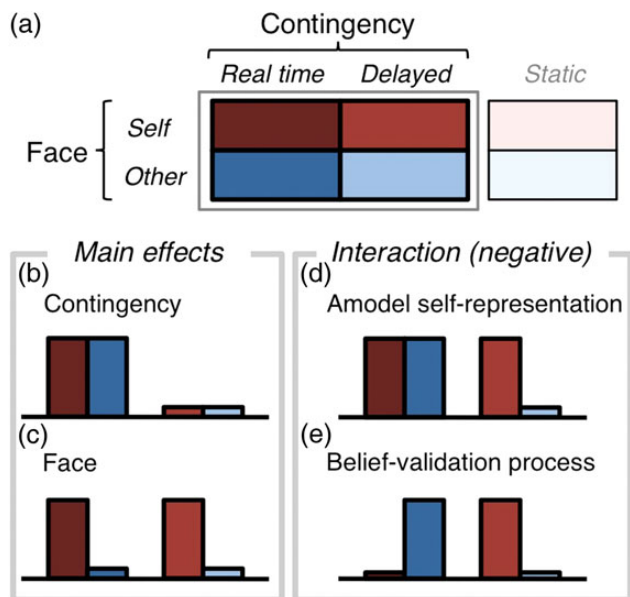 (a)
Contingency
Real time Delayed Static
Face
Self
Other
Main effects Interaction (negative)
(b) (d)
Contingency Amodel self-representation
(c) (e)
Face Belief-validation process